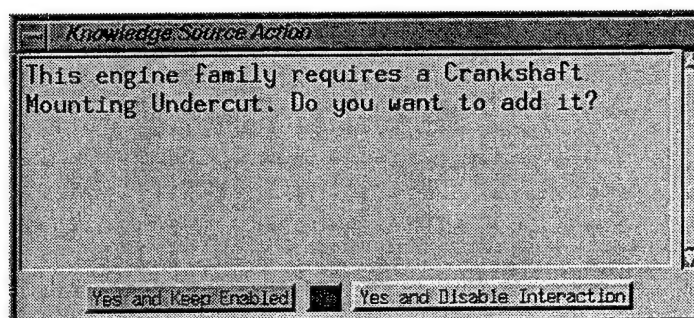 Knowledge Source Action
This engine family requires a Crankshaft
Mounting Undercut. Do you want to add it?
Yes and Keep Enabled Yes and Disable Interaction